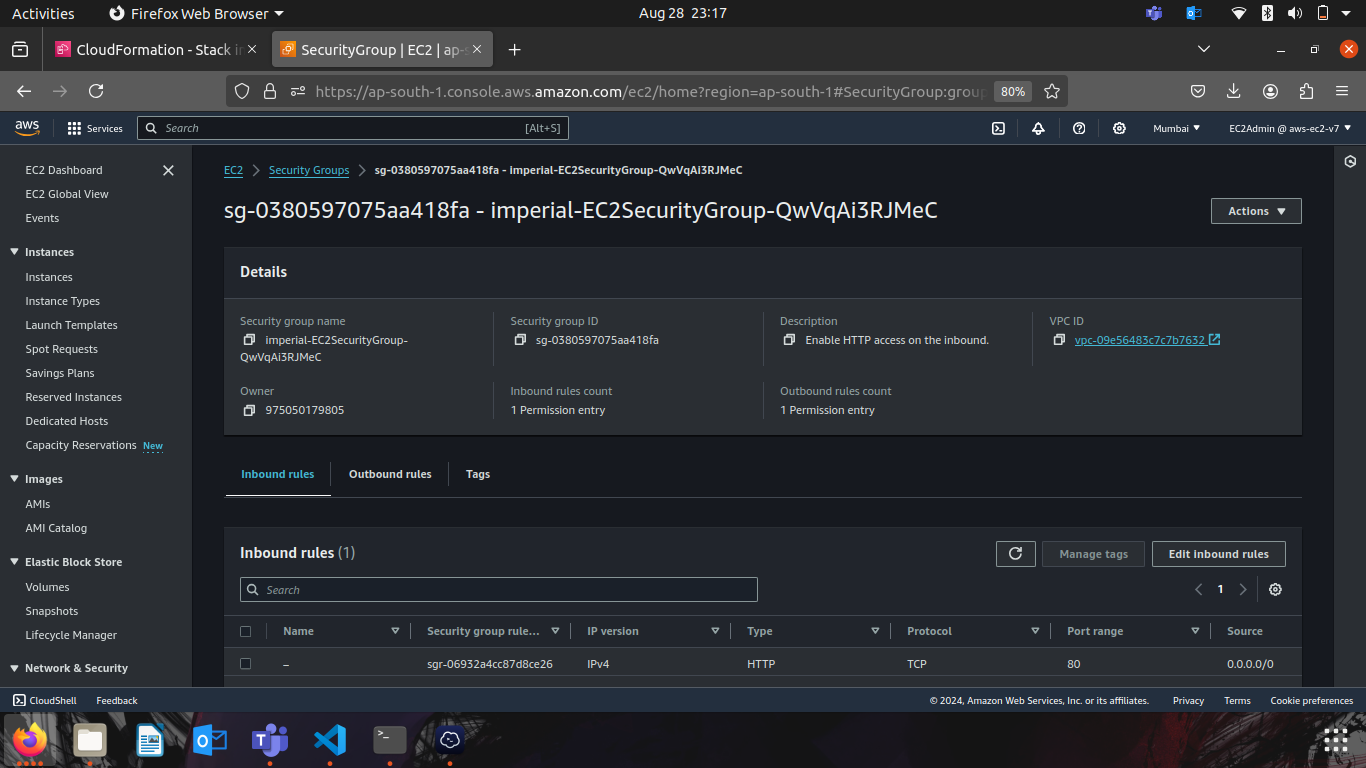 Activities
Firefox Web Browser
Aug 28 23:17
CloudFormation - Stack in
SecurityGroup | EC2 | ap-s
https://ap-south-1.console.aws.amazon.com/ec2/home?region=ap-south-1#SecurityGroup:group
80%
aws
Services
Search
[Alt+S]
Mumbai
EC2Admin @ aws-ec2-v7
EC2 Dashboard
EC2 Global View
Events
Instances
Instances
Instance Types
Launch Templates
Spot Requests
Savings Plans
Reserved Instances
Dedicated Hosts
Capacity Reservations New
Images
AMIs
AMI Catalog
Elastic Block Store
Volumes
Snapshots
Lifecycle Manager
Network & Security
EC2
Security Groups
sg-0380597075aa418fa - imperial-EC2SecurityGroup-QwVqAi3RJMeC
sg-0380597075aa418fa - imperial-EC2SecurityGroup-QwVqAi3RJMeC
Actions
Details
Security group name
imperial-EC2SecurityGroup-
QwVqAi3RJMeC
Security group ID
sg-0380597075aa418fa
Description
Enable HTTP access on the inbound.
VPC ID
vpc-09e56483c7c7b7632
Owner
975050179805
Inbound rules count
1 Permission entry
Outbound rules count
1 Permission entry
Inbound rules
Outbound rules
Tags
Inbound rules (1)
Manage tags
Edit inbound rules
Search
1
Name
Security group rule...
IP version
Type
Protocol
Port range
Source
–
sgr-06932a4cc87d8ce26
IPv4
HTTP
TCP
80
0.0.0.0/0
CloudShell
Feedback
© 2024, Amazon Web Services, Inc. or its affiliates.
Privacy
Terms
Cookie preferences